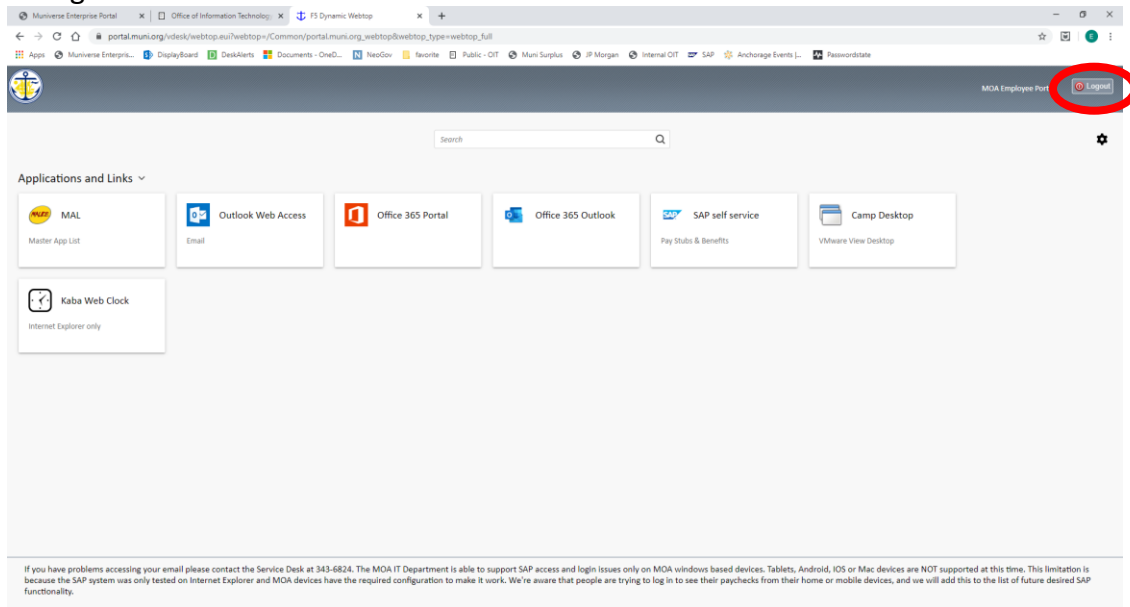 Muniverse Enterprise Portal
Office of Information Technology
F5 Dynamic Webtop
portal.muni.org/vdesk/webtop.eui?webtop=/Common/portal.muni.org_webtop&webtop_type=webtop_full
Apps Muniverse Enterpris... DisplayBoard DeskAlerts Documents - OneD... NeoGov favorite Public - OIT Muni Surplus JP Morgan Internal OIT SAP Anchorage Events |... Passwordstate
MOA Employee Port Logout
Search
Applications and Links
MAL
Master App List
Outlook Web Access
Email
Office 365 Portal
Office 365 Outlook
SAP self service
Pay Stubs & Benefits
Camp Desktop
VMware View Desktop
Kaba Web Clock
Internet Explorer only
If you have problems accessing your email please contact the Service Desk at 343-6824. The MOA IT Department is able to support SAP access and login issues only on MOA windows based devices. Tablets, Android, IOS or Mac devices are NOT supported at this time. This limitation is
because the SAP system was only tested on Internet Explorer and MOA devices have the required configuration to make it work. We're aware that people are trying to log in to see their paychecks from their home or mobile devices, and we will add this to the list of future desired SAP
functionality.